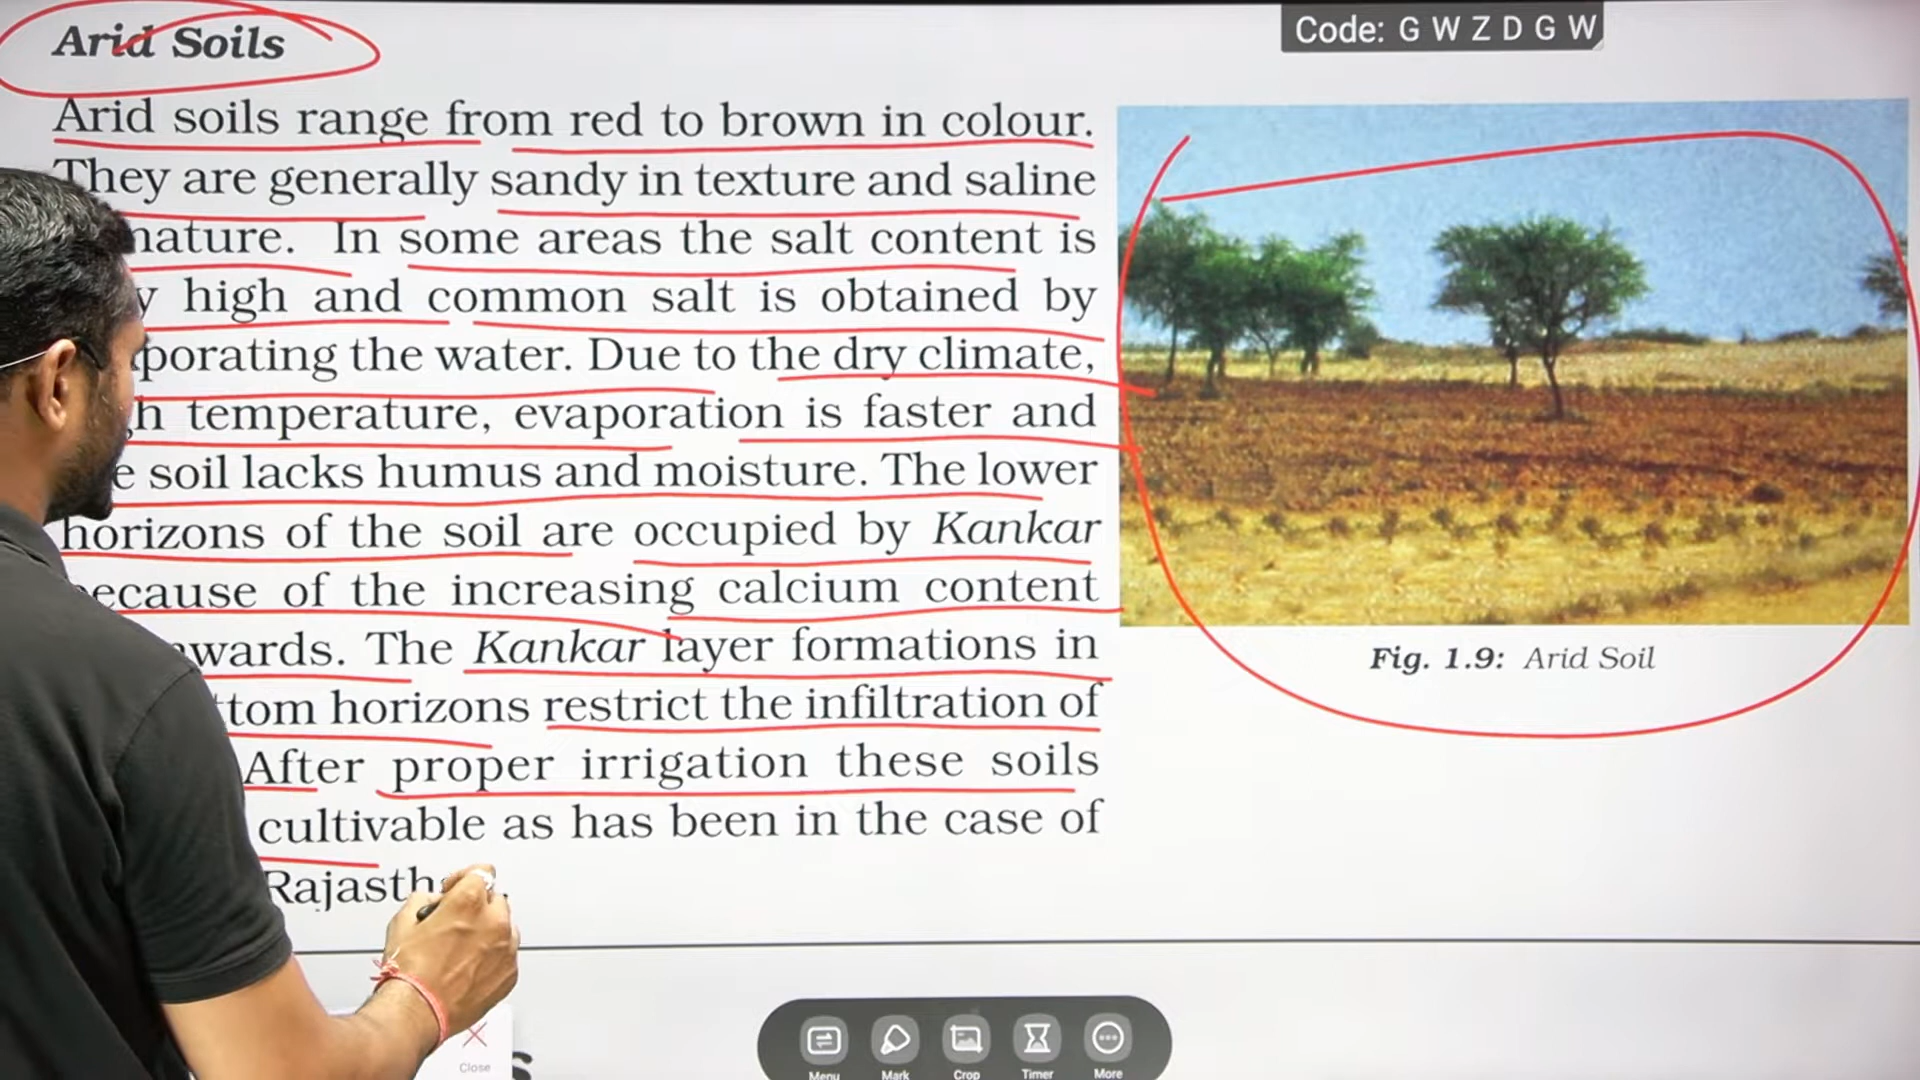 Arid Soils
Code: G W Z D G W
Arid soils range from red to brown in colour.
They are generally sandy in texture and saline
nature. In some areas the salt content is
high and common salt is obtained by
the water. Due to the dry climate,
temperature, evaporation is faster and
soil lacks humus and moisture. The lower
horizons of the soil are occupied by Kankar
because of the increasing calcium content
The Kankar layer formations in
horizons restrict the infiltration of
After proper irrigation these soils
cultivable as has been in the case of
Fig. 1.9: Arid Soil
Close
Menu
Mark
Crop
Timer
More